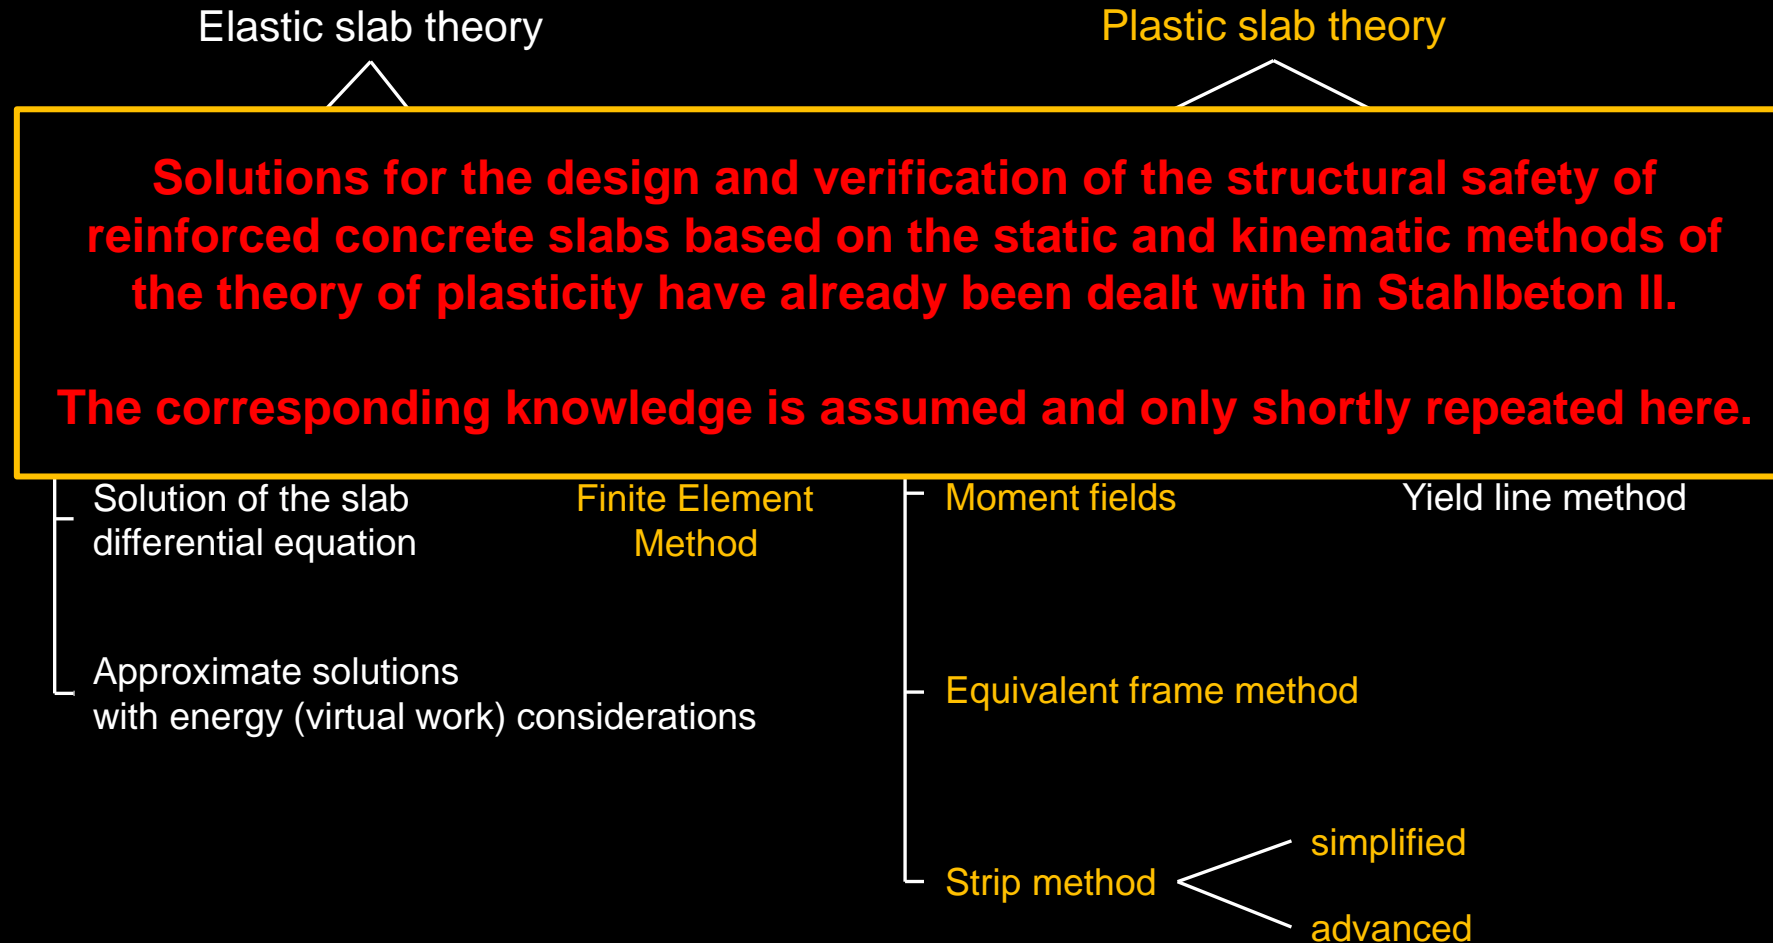 Elastic slab theory
Plastic slab theory
Solutions for the design and verification of the structural safety of
reinforced concrete slabs based on the static and kinematic methods of
the theory of plasticity have already been dealt with in Stahlbeton II.
The corresponding knowledge is assumed and only shortly repeated here.
Solution of the slab
differential equation
Finite Element
Method
Moment fields
Yield line method
Approximate solutions
with energy (virtual work) considerations
Equivalent frame method
Strip method
simplified
advanced